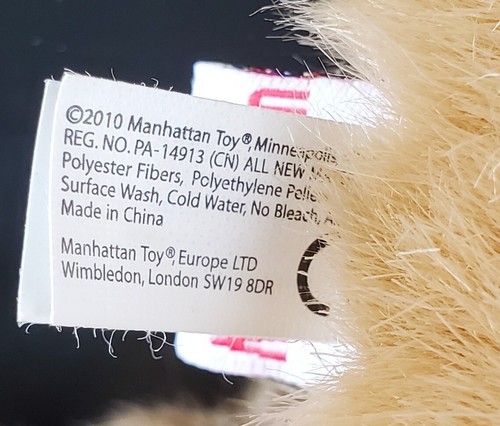 ©2010 Manhattan Toy®, Minneapolis,
REG. NO. PA-14913 (CN) ALL NEW
Polyester Fibers, Polyethylene
Surface Wash, Cold Water, No Bleach,
Made in China
Manhattan Toy®, Europe LTD
Wimbledon, London SW19 8DR